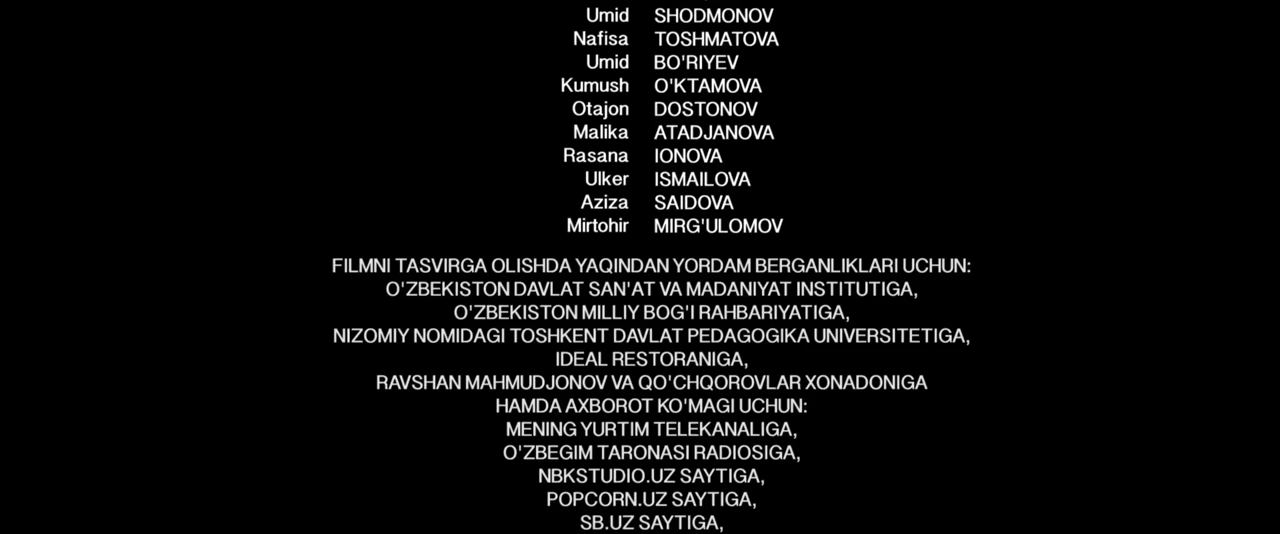 Umid SHODMONOV
Nafisa TOSHMATOVA
Umid BO'RIYEV
Kumush O'KTAMOVA
Otajon DOSTONOV
Malika ATADJANOVA
Rasana IONOVA
Ulker ISMAILOVA
Aziza SAIDOVA
Mirtohir MIRG'ULOMOV
FILMNI TASVIRGA OLISHDA YAQINDAN YORDAM BERGANLIKLARI UCHUN:
O'ZBEKISTON DAVLAT SAN'AT VA MADANIYAT INSTITUTIGA,
O'ZBEKISTON MILLIY BOG'I RAHBARIYATIGA,
NIZOMIY NOMIDAGI TOSHKENT DAVLAT PEDAGOGIKA UNIVERSITETIGA,
IDEAL RESTORANIGA,
RAVSHAN MAHMUDJONOV VA QO'CHQOROVLAR XONADONIGA
HAMDA AXBOROT KO'MAGI UCHUN:
MENING YURTIM TELEKANALIGA,
O'ZBEGIM TARONASI RADIOSIGA,
NBKSTUDIO.UZ SAYTIGA,
POPCORN.UZ SAYTIGA,
SB.UZ SAYTIGA,